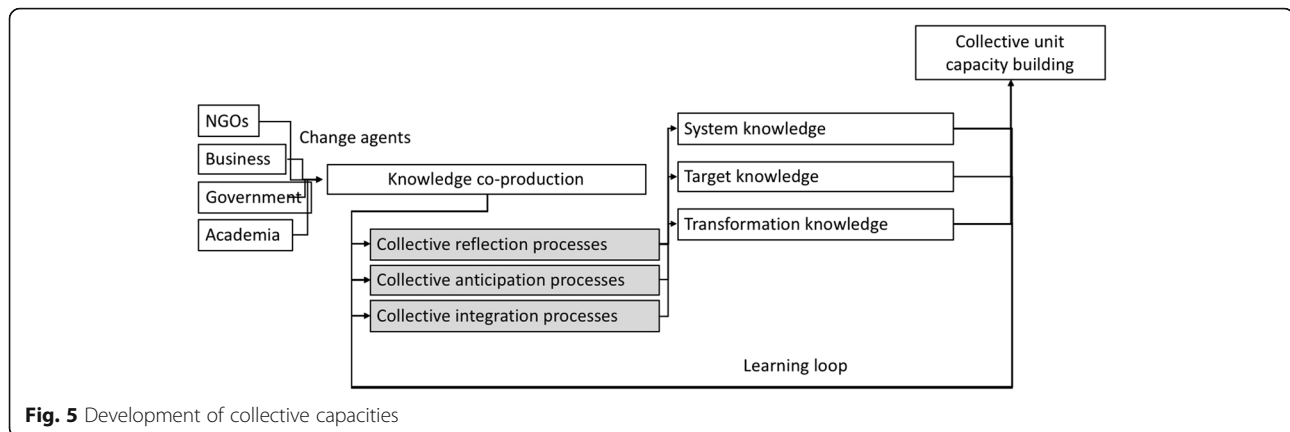 Collective unit
capacity building
NGOs
Change agents
Business
Government
Academia
Knowledge co-production
System knowledge
Target knowledge
Transformation knowledge
Collective reflection processes
Collective anticipation processes
Collective integration processes
Learning loop
Fig. 5 Development of collective capacities